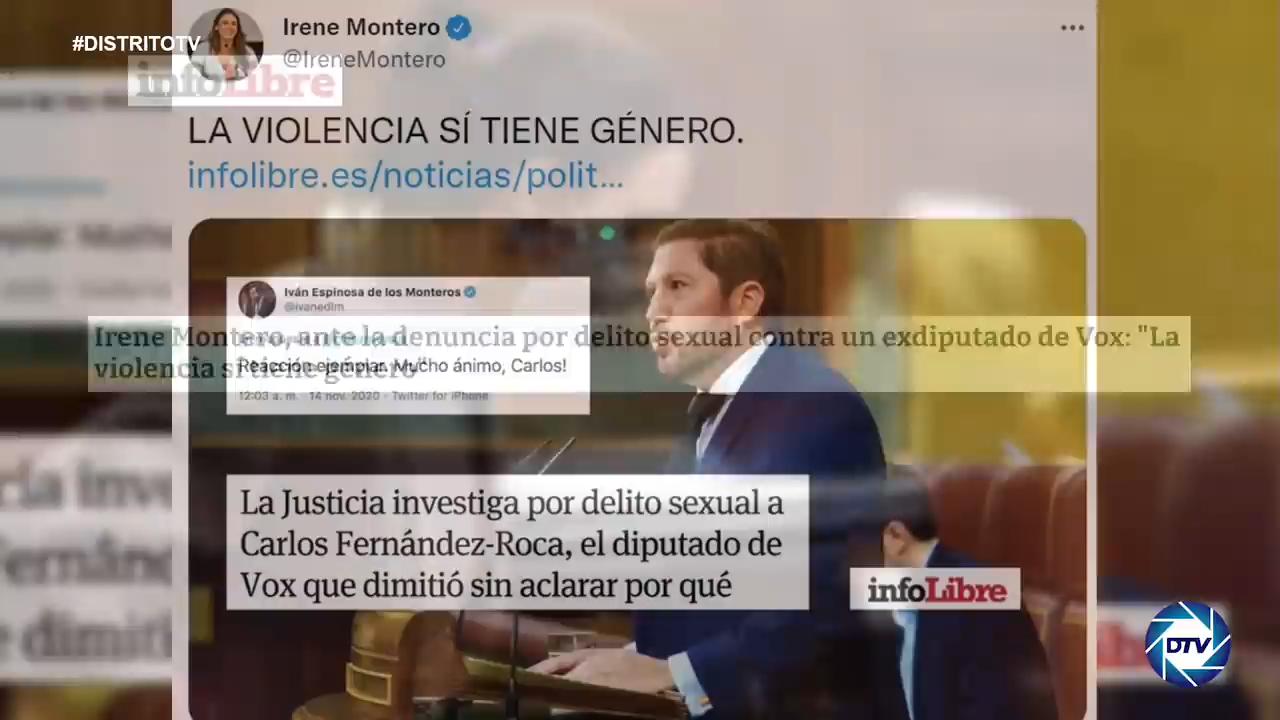 #DISTRITOTV
Irene Montero
@IreneMontero
infoLibre
LA VIOLENCIA SÍ TIENE GÉNERO.
infolibre.es/noticias/polit...
Iván Espinosa de los Monteros
@ivanedlm
Irene Montero, ante la denuncia por delito sexual contra un exdiputado de Vox: "La
violencia sí tiene género"
Reacción ejemplar. Mucho ánimo, Carlos!
12:03 a. m. · 14 nov. 2020 · Twitter for iPhone
La Justicia investiga por delito sexual a
Carlos Fernández-Roca, el diputado de
Vox que dimitió sin aclarar por qué
infoLibre
DTV